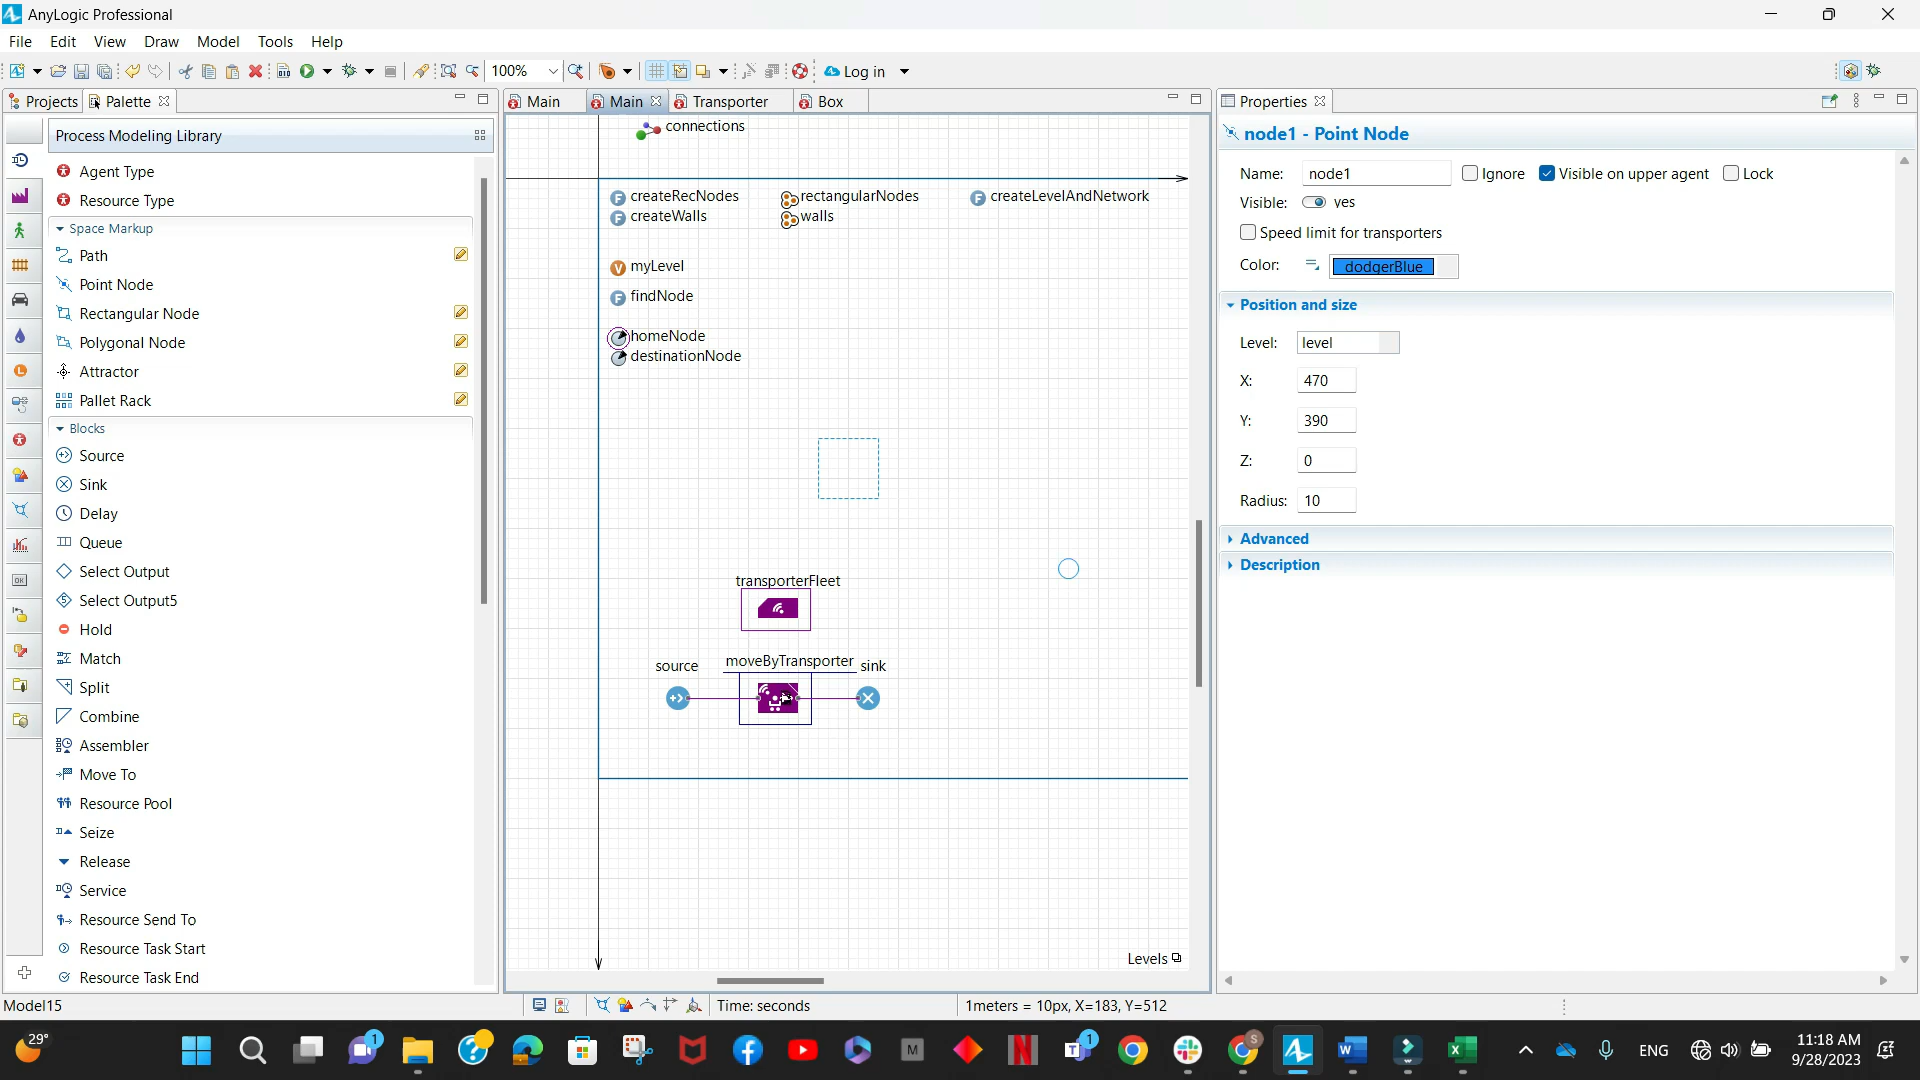 AnyLogic Professional
File Edit View Draw Model Tools Help
100% Log in
Projects Palette Main Main Transporter Box Properties
Process Modeling Library
Agent Type
Resource Type
Space Markup
Path
Point Node
Rectangular Node
Polygonal Node
Attractor
Pallet Rack
Blocks
Source
Sink
Delay
Queue
Select Output
Select Output5
Hold
Match
Split
Combine
Assembler
Move To
Resource Pool
Seize
Release
Service
Resource Send To
Resource Task Start
Resource Task End
connections
createRecNodes rectangularNodes createLevelAndNetwork
createWalls walls
myLevel
findNode
homeNode
destinationNode
transporterFleet
source moveByTransporter sink
Levels
node1 - Point Node
Name: node1 Ignore Visible on upper agent Lock
Visible: yes
Speed limit for transporters
Color: dodgerBlue
Position and size
Level: level
X: 470
Y: 390
Z: 0
Radius: 10
Advanced
Description
Model15 Time: seconds 1meters = 10px, X=183, Y=512
29° ENG 11:18 AM
9/28/2023